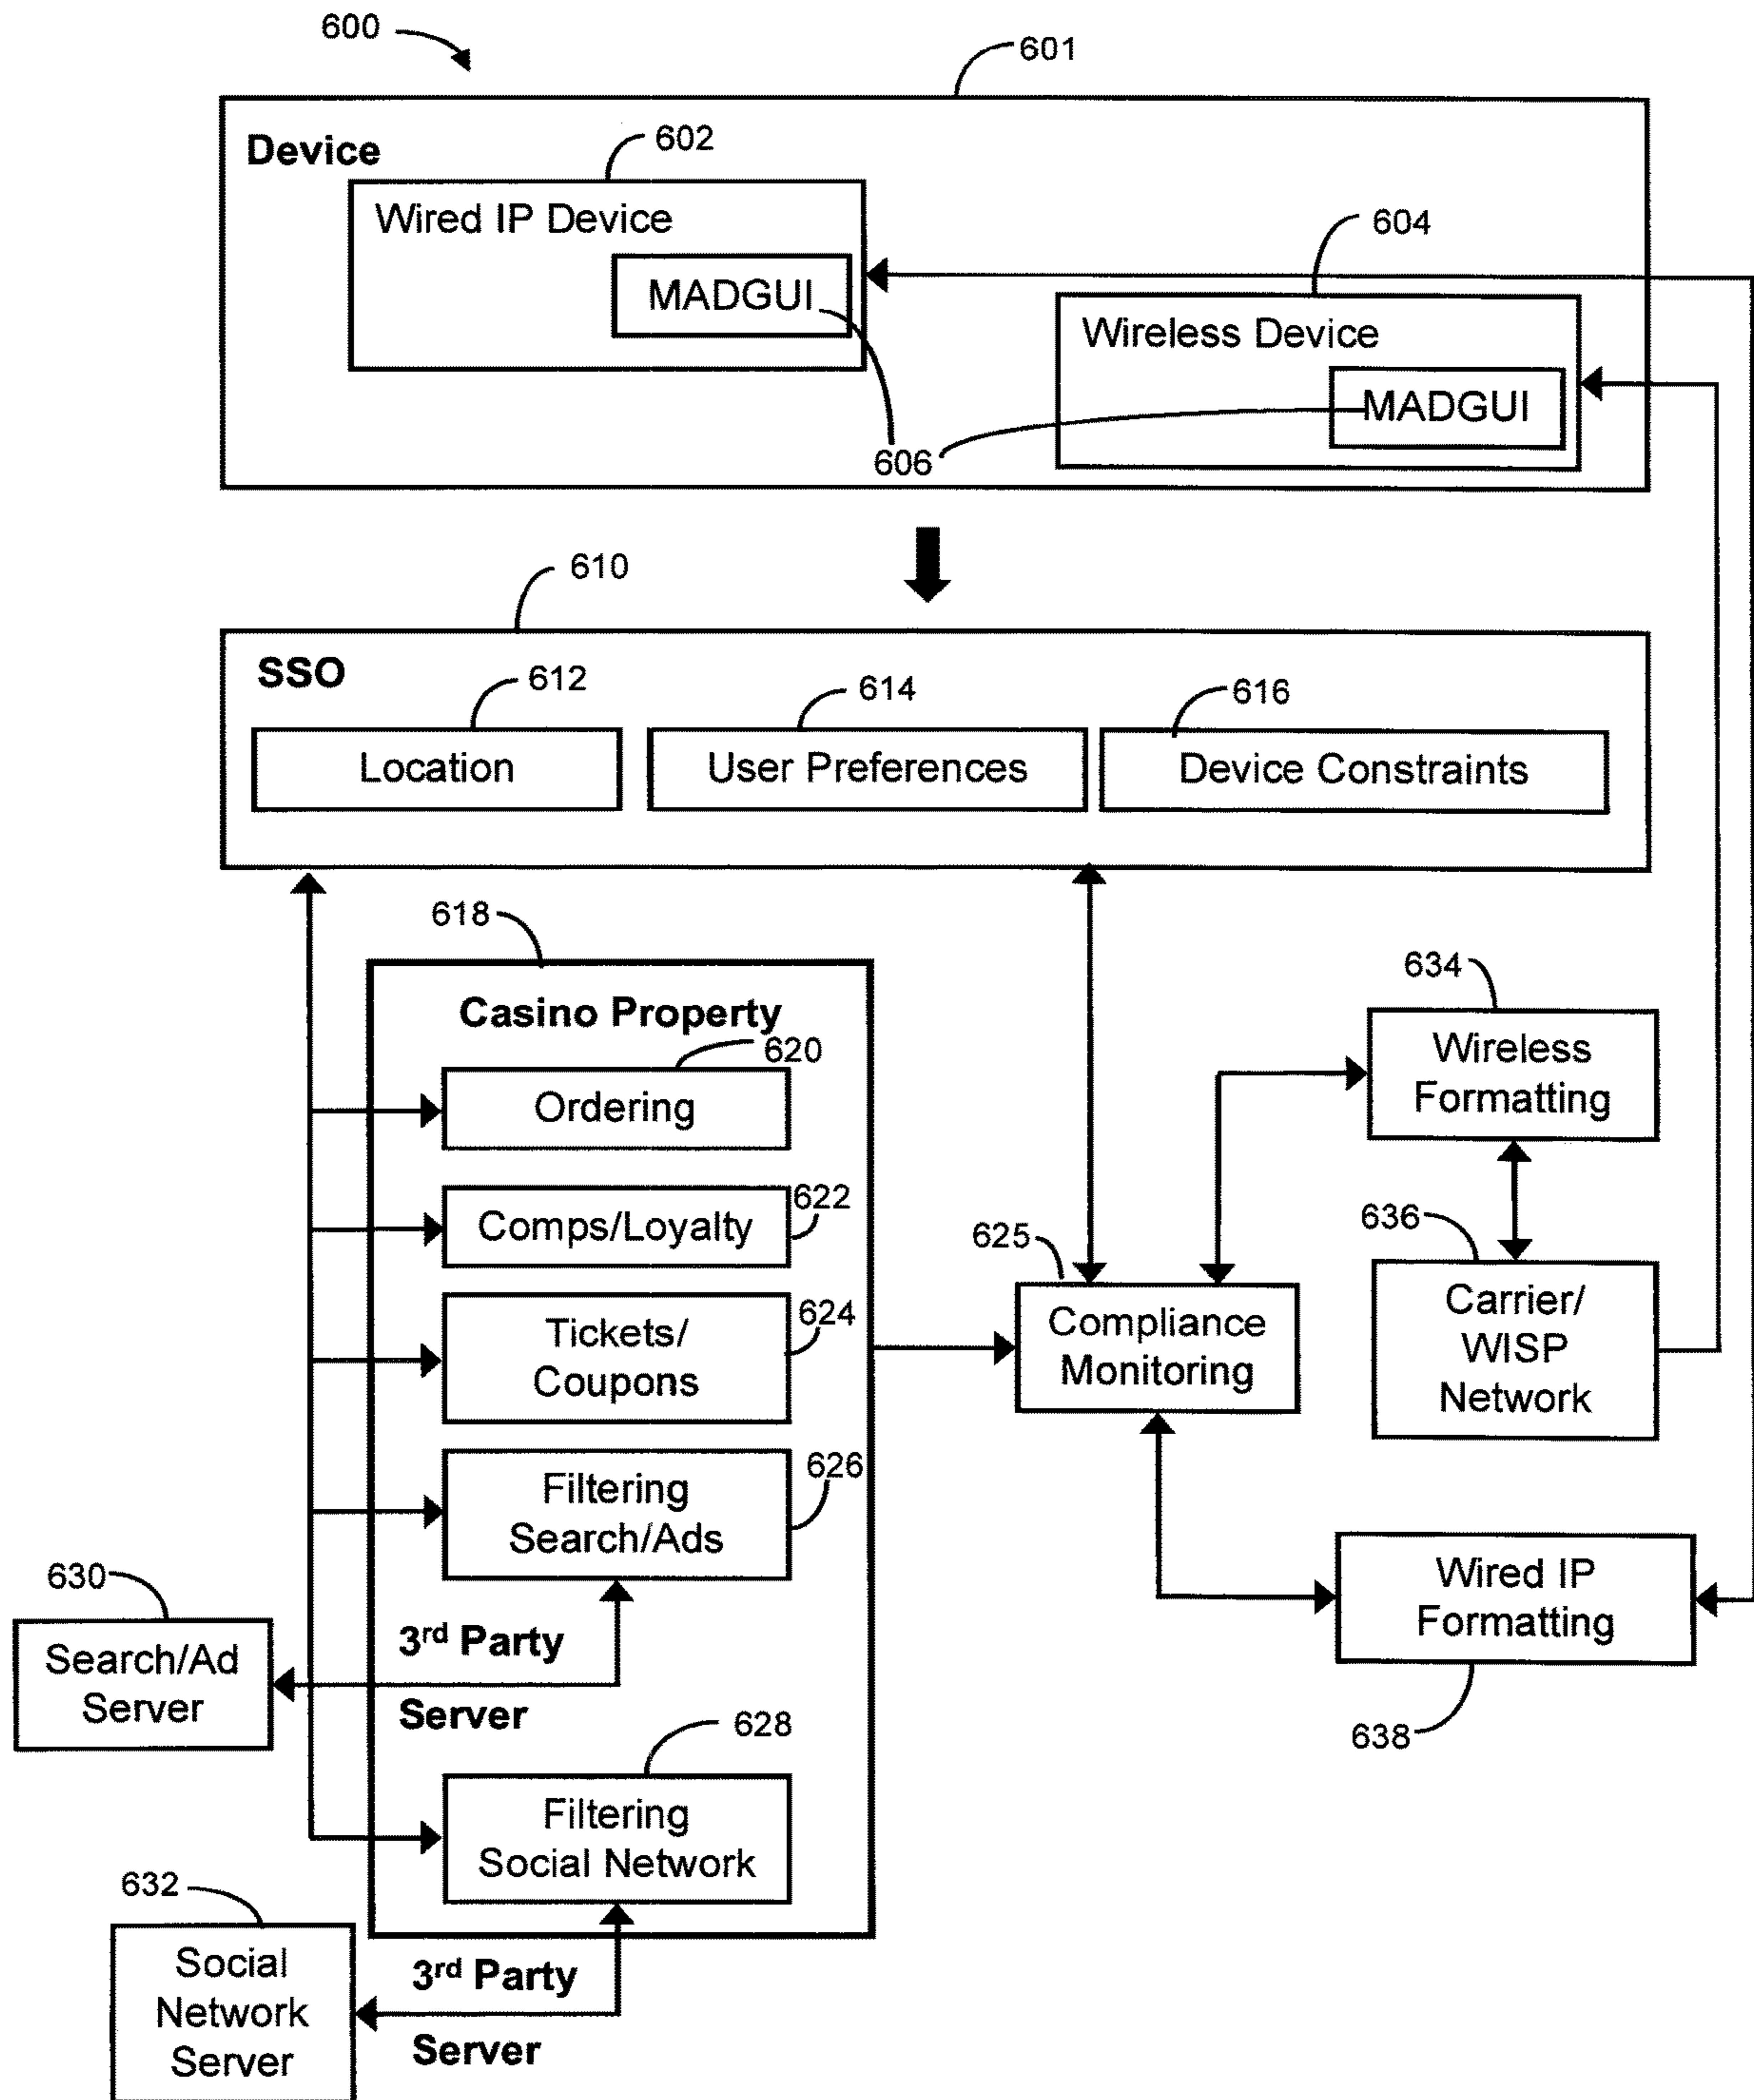 600
601
Device
602
Wired IP Device
604
MADGUI
Wireless Device
MADGUI
606
610
SSO
612
614
616
Location
User Preferences
Device Constraints
618
634
Casino Property
620
Wireless
Formatting
Ordering
622
Comps/Loyalty
636
625
624
Tickets/
Coupons
Compliance
Monitoring
Carrier/
WISP
Network
626
Filtering
Search/Ads
630
Wired IP
Formatting
3rd Party
Server
Search/Ad
Server
638
628
Filtering
Social Network
632
3rd Party
Server
Social
Network
Server